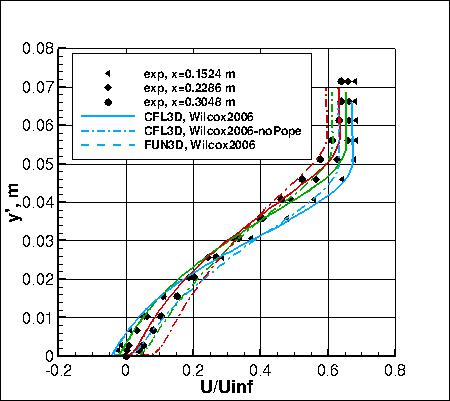 0.08
0.07
0.06
0.05
0.04
0.03
0.02
0.01
0
y', m
exp, x=0.1524 m
exp, x=0.2286 m
exp, x=0.3048 m
CFL3D, Wilcox2006
CFL3D, Wilcox2006-noPope
FUN3D, Wilcox2006
-0.2 0 0.2 0.4 0.6 0.8
U/Uinf